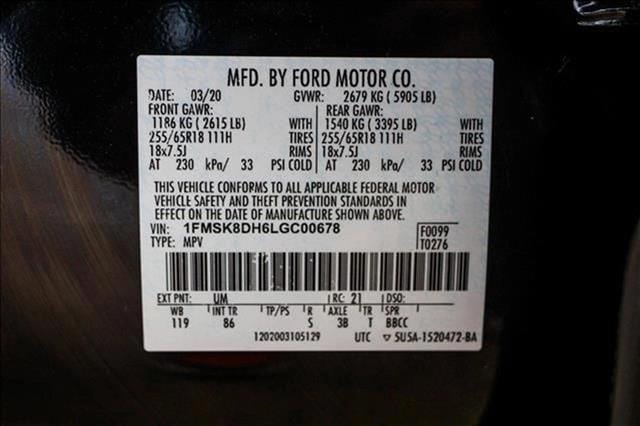 MFD. BY FORD MOTOR CO.
DATE: 03/20 GVWR: 2679 KG ( 5905 LB)
FRONT GAWR: REAR GAWR:
1186 KG ( 2615 LB) WITH 1540 KG ( 3395 LB) WITH
255/65R18 111H TIRES 255/65R18 111H TIRES
18x7.5J RIMS 18x7.5J RIMS
AT 230 kPa/ 33 PSI COLD AT 230 kPa/ 33 PSI COLD
THIS VEHICLE CONFORMS TO ALL APPLICABLE FEDERAL MOTOR
VEHICLE SAFETY AND THEFT PREVENTION STANDARDS IN
EFFECT ON THE DATE OF MANUFACTURE SHOWN ABOVE.
VIN: 1FMSK8DH6LGC00678 F0099
TYPE: MPV T0276
EXT PNT: UM RC: 21 DSO:
WB INT TR TP/PS R AXLE TR SPR
119 86 S 3B T BBCC
1202003105129 UTC ▽ 5U5A-1520472-BA